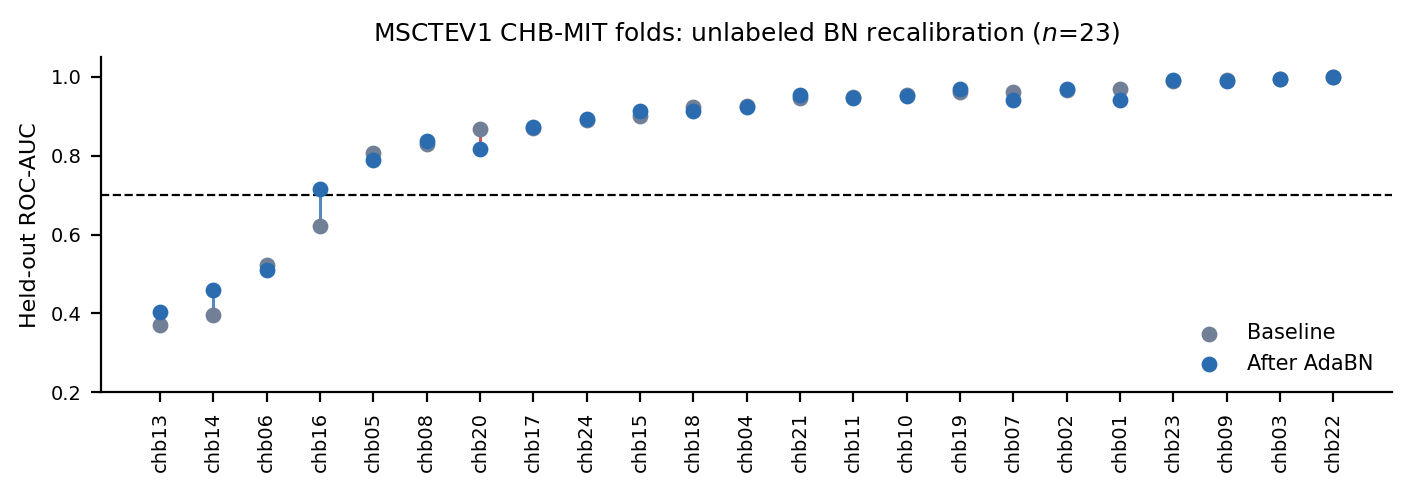 MSCTEV1 CHB-MIT folds: unlabeled BN recalibration (n=23)
Held-out ROC-AUC
1.0
0.8
0.6
0.4
0.2
Baseline
After AdaBN
chb13
chb14
chb06
chb16
chb05
chb08
chb20
chb17
chb24
chb15
chb18
chb04
chb21
chb11
chb10
chb19
chb07
chb02
chb01
chb23
chb09
chb03
chb22